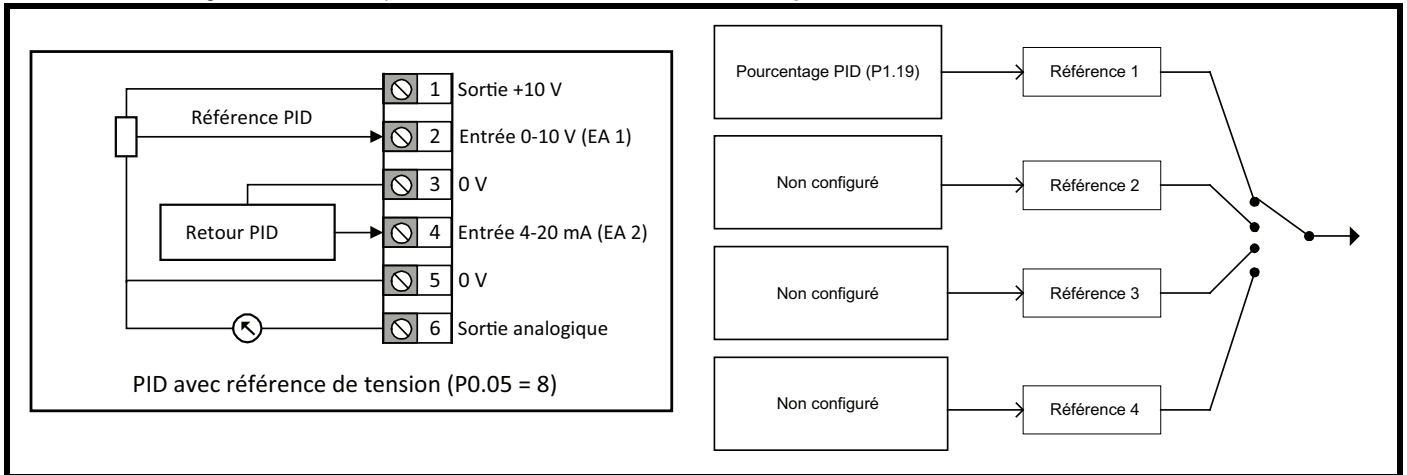 1 Sortie +10 V
Référence PID
2 Entrée 0-10 V (EA 1)
3 0 V
Retour PID
4 Entrée 4-20 mA (EA 2)
5 0 V
6 Sortie analogique
PID avec référence de tension (P0.05 = 8)
Pourcentage PID (P1.19)
Référence 1
Non configuré
Référence 2
Non configuré
Référence 3
Non configuré
Référence 4